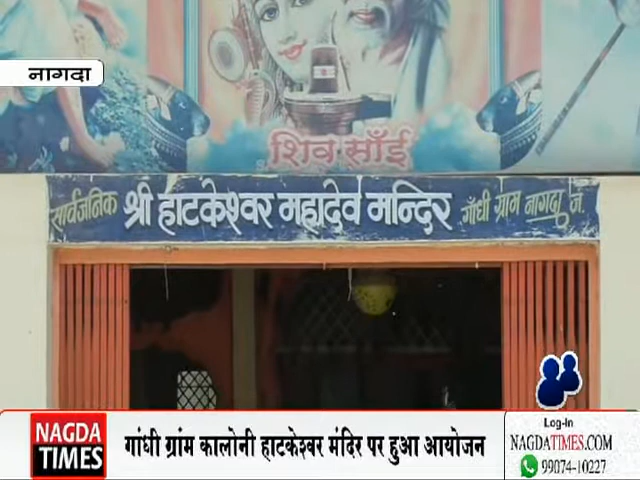 नागदा
शिव साँई
सार्वजनिक श्री हाटकेश्वर महादेव मन्दिर गाँधी ग्राम नागदा जं.
NAGDA TIMES
गांधी ग्रांम कालोनी हाटकेश्वर मंदिर पर हुआ आयोजन
Log-In
NAGDATIMES.COM
99074-10227